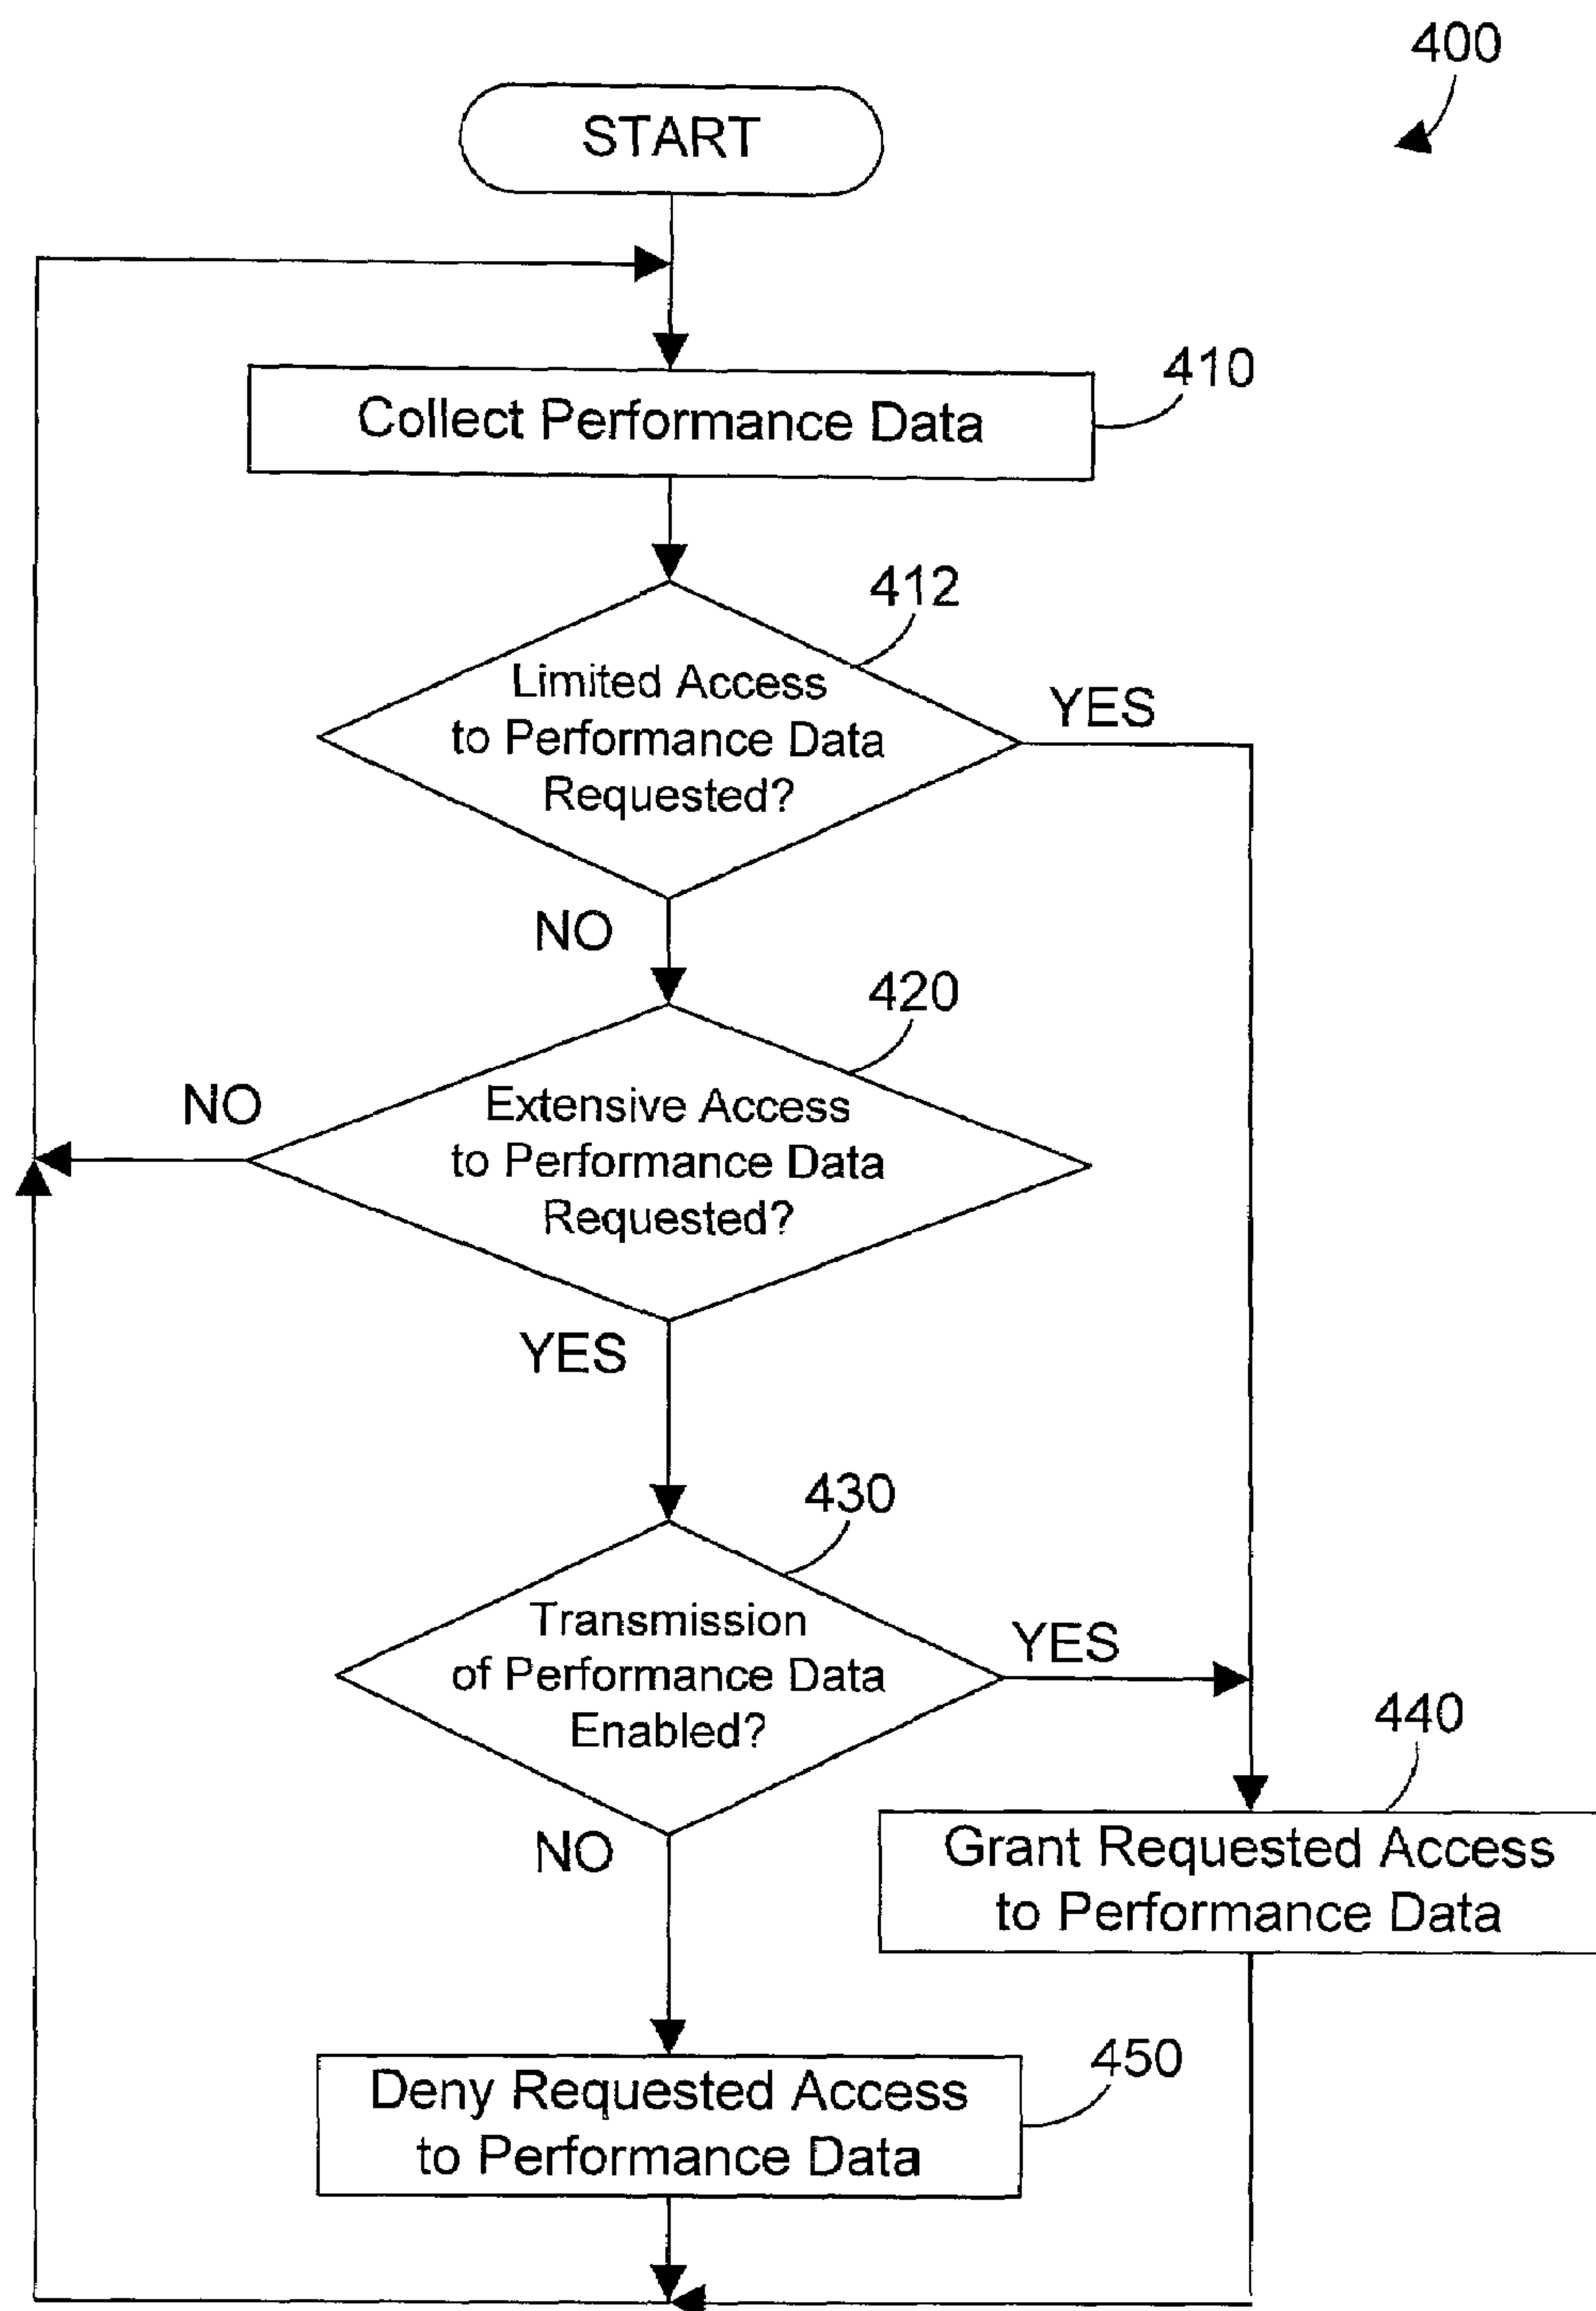 400
START
Collect Performance Data
410
412
Limited Access
to Performance Data
Requested?
YES
NO
420
Extensive Access
to Performance Data
Requested?
NO
YES
430
Transmission
of Performance Data
Enabled?
YES
NO
440
Grant Requested Access
to Performance Data
450
Deny Requested Access
to Performance Data